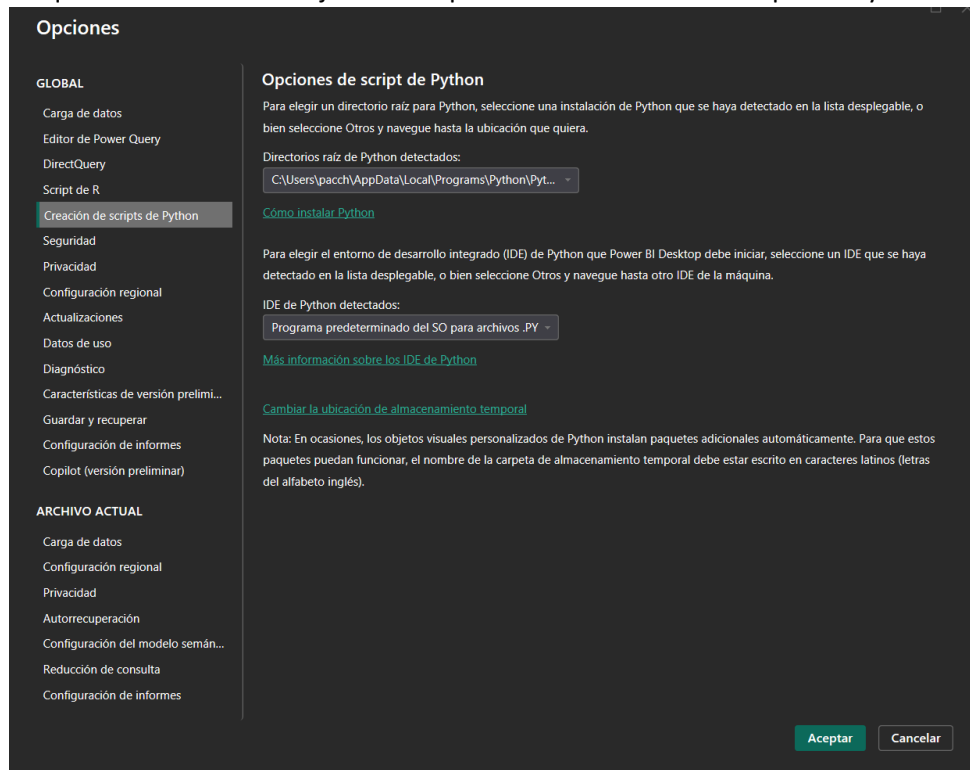 Opciones
GLOBAL
Carga de datos
Editor de Power Query
DirectQuery
Script de R
Creación de scripts de Python
Seguridad
Privacidad
Configuración regional
Actualizaciones
Datos de uso
Diagnóstico
Características de versión prelimi...
Guardar y recuperar
Configuración de informes
Copilot (versión preliminar)
ARCHIVO ACTUAL
Carga de datos
Configuración regional
Privacidad
Autorrecuperación
Configuración del modelo semán...
Reducción de consulta
Configuración de informes
Opciones de script de Python
Para elegir un directorio raíz para Python, seleccione una instalación de Python que se haya detectado en la lista desplegable, o
bien seleccione Otros y navegue hasta la ubicación que quiera.
Directorios raíz de Python detectados:
C:\Users\pacch\AppData\Local\Programs\Python\Pyt...
Cómo instalar Python
Para elegir el entorno de desarrollo integrado (IDE) de Python que Power BI Desktop debe iniciar, seleccione un IDE que se haya
detectado en la lista desplegable, o bien seleccione Otros y navegue hasta otro IDE de la máquina.
IDE de Python detectados:
Programa predeterminado del SO para archivos .PY
Más información sobre los IDE de Python
Cambiar la ubicación de almacenamiento temporal
Nota: En ocasiones, los objetos visuales personalizados de Python instalan paquetes adicionales automáticamente. Para que estos
paquetes puedan funcionar, el nombre de la carpeta de almacenamiento temporal debe estar escrito en caracteres latinos (letras
del alfabeto inglés).
Aceptar
Cancelar